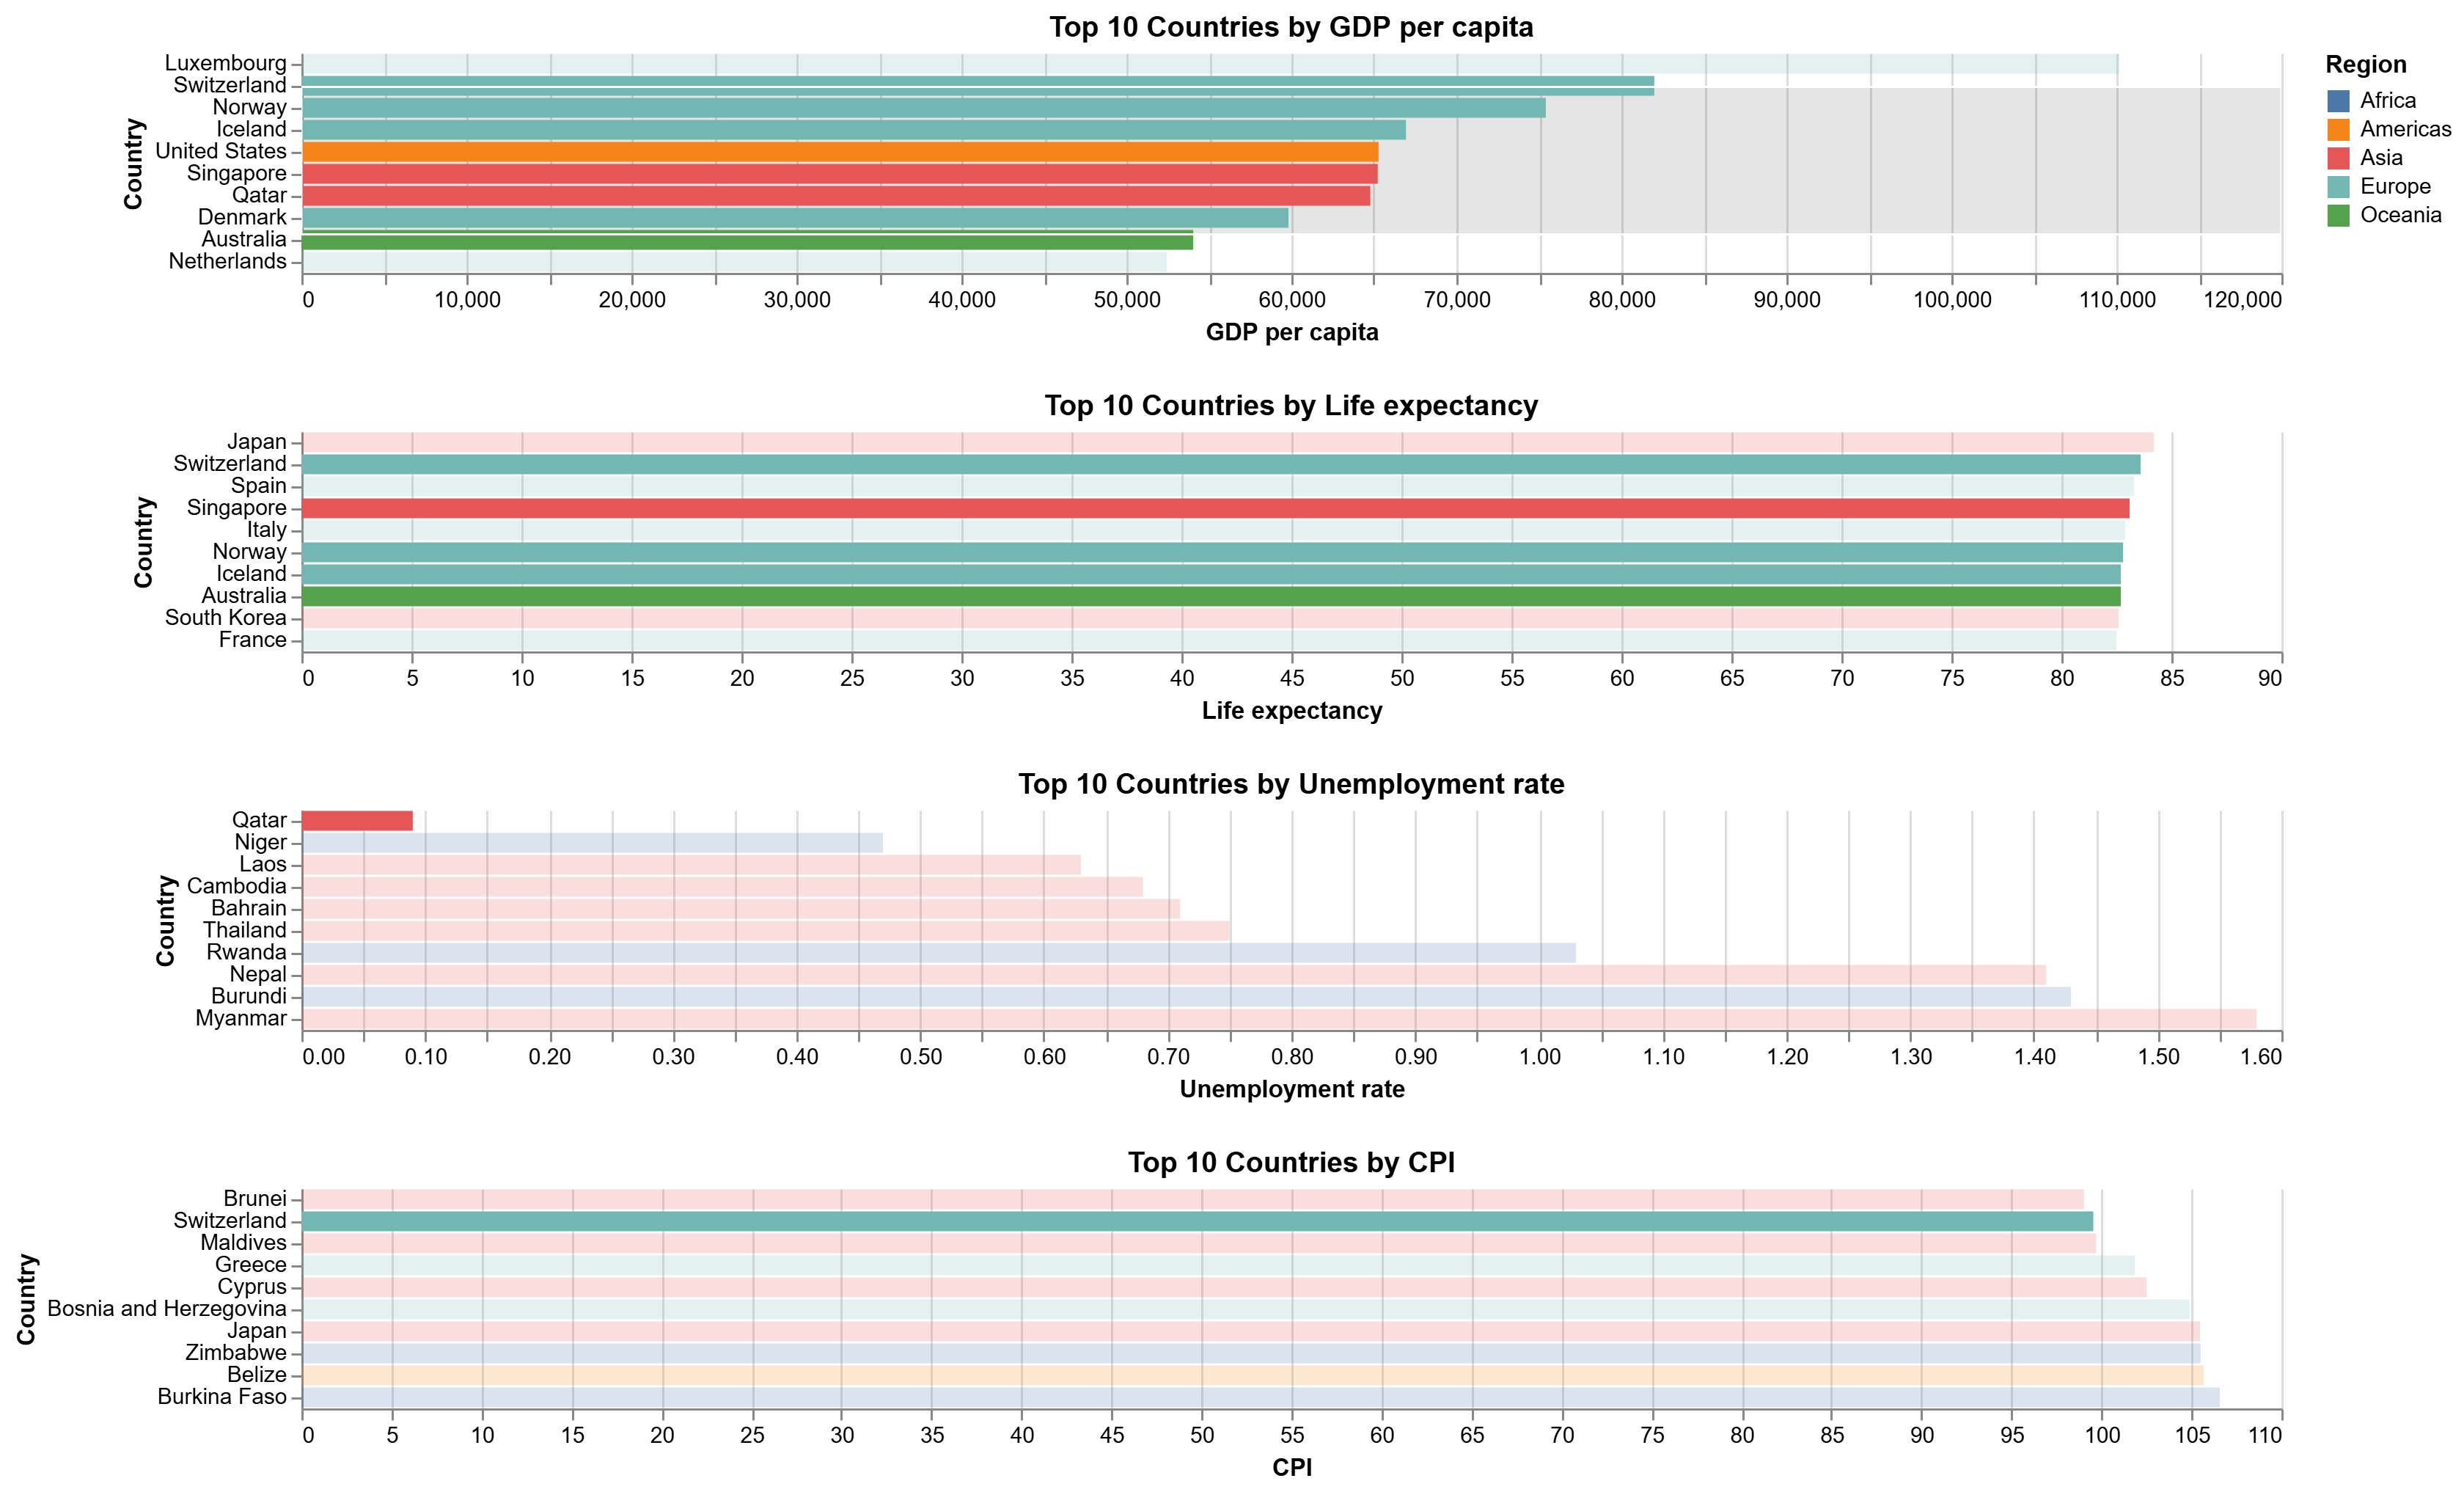 Top 10 Countries by GDP per capita
Country
Luxembourg
Switzerland
Norway
Iceland
United States
Singapore
Qatar
Denmark
Australia
Netherlands
0 10,000 20,000 30,000 40,000 50,000 60,000 70,000 80,000 90,000 100,000 110,000 120,000
GDP per capita
Region
Africa
Americas
Asia
Europe
Oceania
Top 10 Countries by Life expectancy
Country
Japan
Switzerland
Spain
Singapore
Italy
Norway
Iceland
Australia
South Korea
France
0 5 10 15 20 25 30 35 40 45 50 55 60 65 70 75 80 85 90
Life expectancy
Top 10 Countries by Unemployment rate
Country
Qatar
Niger
Laos
Cambodia
Bahrain
Thailand
Rwanda
Nepal
Burundi
Myanmar
0.00 0.10 0.20 0.30 0.40 0.50 0.60 0.70 0.80 0.90 1.00 1.10 1.20 1.30 1.40 1.50 1.60
Unemployment rate
Top 10 Countries by CPI
Country
Brunei
Switzerland
Maldives
Greece
Cyprus
Bosnia and Herzegovina
Japan
Zimbabwe
Belize
Burkina Faso
0 5 10 15 20 25 30 35 40 45 50 55 60 65 70 75 80 85 90 95 100 105 110
CPI